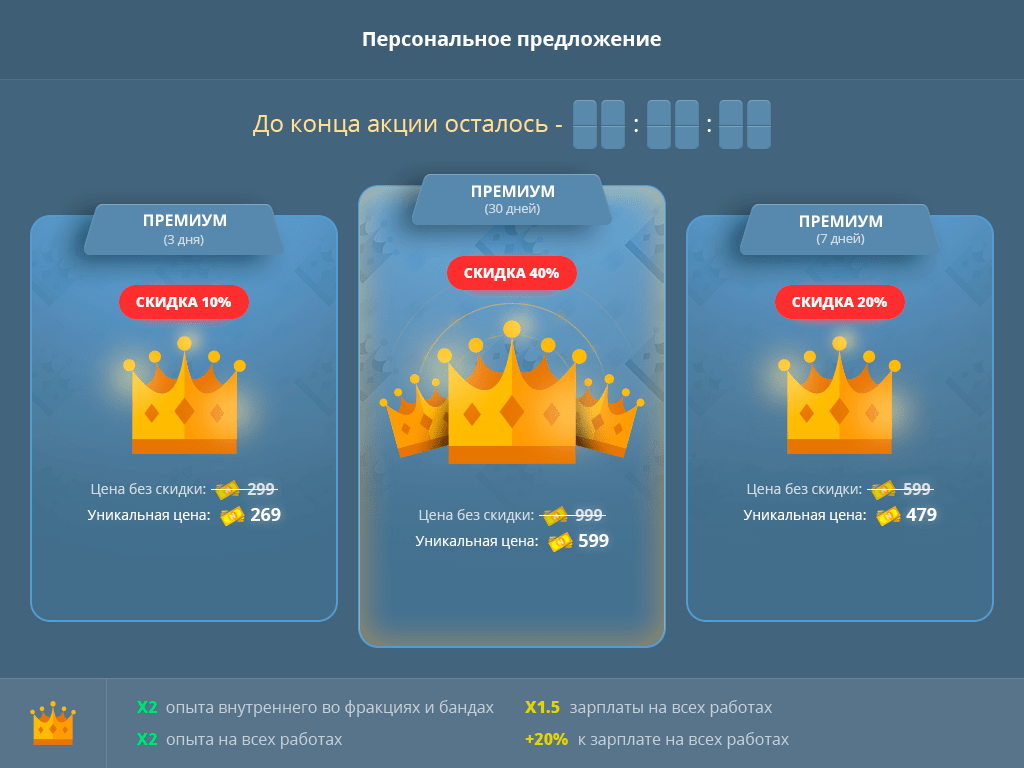 Персональное предложение
До конца акции осталось - : :
ПРЕМИУМ
(3 дня)
СКИДКА 10%
Цена без скидки: 299
Уникальная цена: 269
ПРЕМИУМ
(30 дней)
СКИДКА 40%
Цена без скидки: 999
Уникальная цена: 599
ПРЕМИУМ
(7 дней)
СКИДКА 20%
Цена без скидки: 599
Уникальная цена: 479
X2 опыта внутреннего во фракциях и бандах
X2 опыта на всех работах
X1.5 зарплаты на всех работах
+20% к зарплате на всех работах